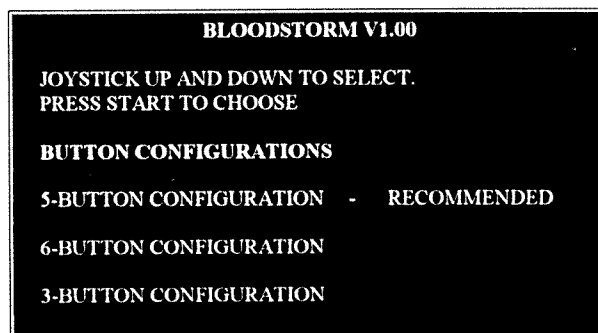 BLOODSTORM V1.00
JOYSTICK UP AND DOWN TO SELECT.
PRESS START TO CHOOSE
BUTTON CONFIGURATIONS
5-BUTTON CONFIGURATION - RECOMMENDED
6-BUTTON CONFIGURATION
3-BUTTON CONFIGURATION